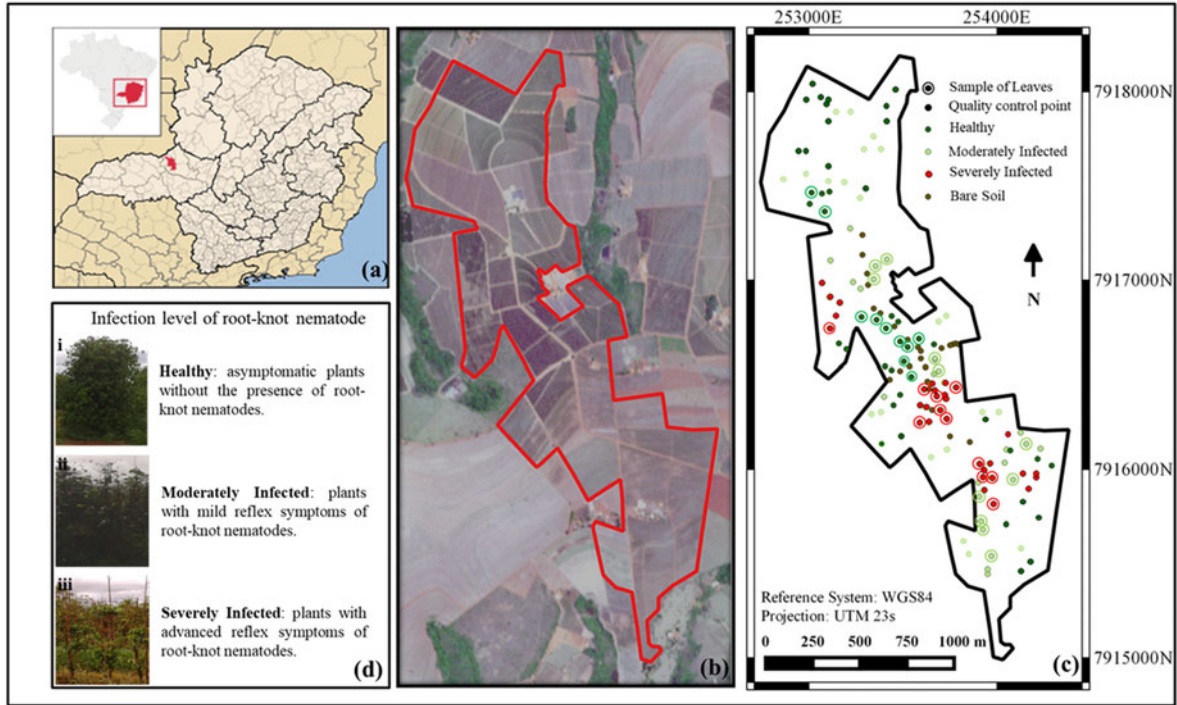 (a)
Infection level of root-knot nematode
i
Healthy: asymptomatic plants
without the presence of root-
knot nematodes.
ii
Moderately Infected: plants
with mild reflex symptoms of
root-knot nematodes.
iii
Severely Infected: plants with
advanced reflex symptoms of
root-knot nematodes.
(d)
(b)
253000E 254000E
7918000N
7917000N
7916000N
7915000N
Sample of Leaves
Quality control point
Healthy
Moderately Infected
Severely Infected
Bare Soil
N
Reference System: WGS84
Projection: UTM 23s
0 250 500 750 1000 m
(c)